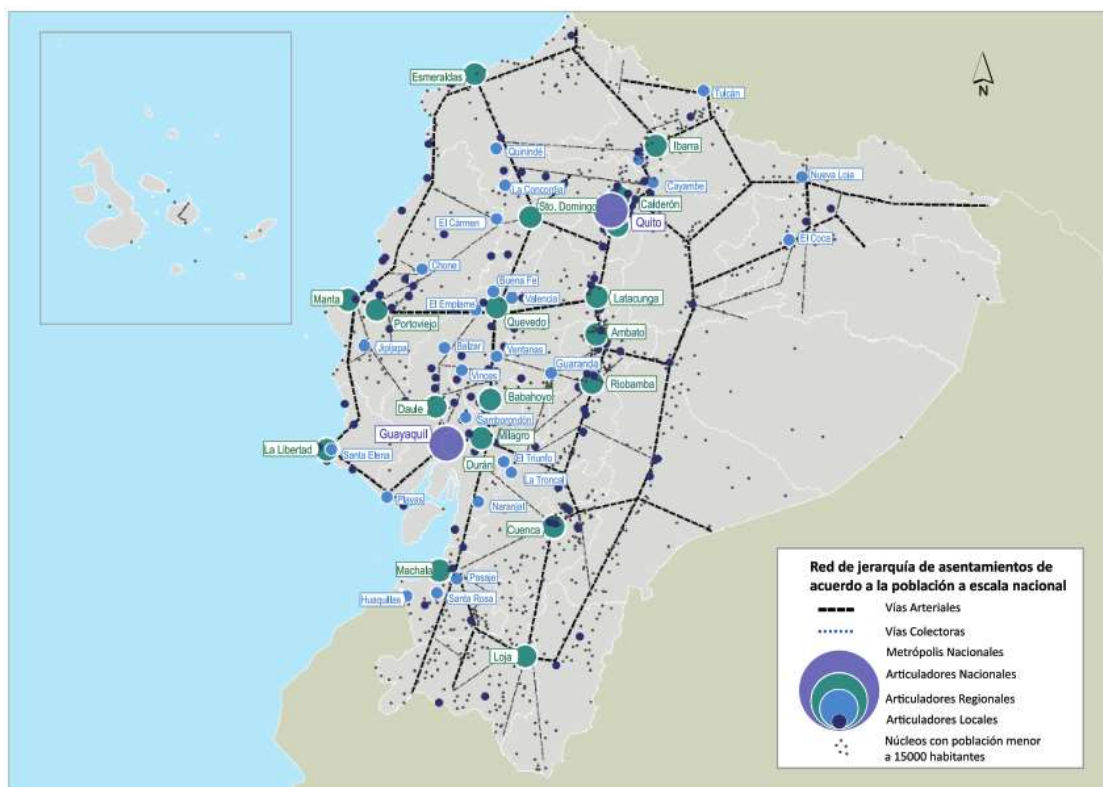 Esmeraldas
Tulcán
N
Ibarra
Quinindé
Cayambe
Nueva Loja
La Concordia
Sto. Domingo
Calderón
Quito
El Cármen
El Coca
Chone
Buena Fe
Manta
El Emplame
Valencia
Latacunga
Portoviejo
Quevedo
Ambato
Jipijapa
Balzar
Ventanas
Guaranda
Vinces
Riobamba
Daule
Babahoyo
Samborondón
Guayaquil
Milagro
La Libertad
Santa Elena
Durán
El Triunfo
La Troncal
Playas
Naranjal
Cuenca
Machala
Pasaje
Huaquillas
Santa Rosa
Loja
Red de jerarquía de asentamientos de
acuerdo a la población a escala nacional
Vías Arteriales
Vías Colectoras
Metrópolis Nacionales
Articuladores Nacionales
Articuladores Regionales
Articuladores Locales
Núcleos con población menor
a 15000 habitantes